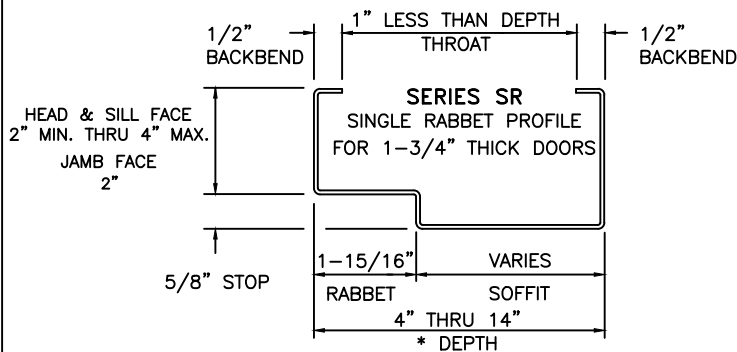 1/2"
BACKBEND
1" LESS THAN DEPTH
THROAT
1/2"
BACKBEND
HEAD & SILL FACE
2" MIN. THRU 4" MAX.
JAMB FACE
2"
SERIES SR
SINGLE RABBET PROFILE
FOR 1-3/4" THICK DOORS
5/8" STOP
1-15/16"
RABBET
VARIES
SOFFIT
4" THRU 14"
* DEPTH